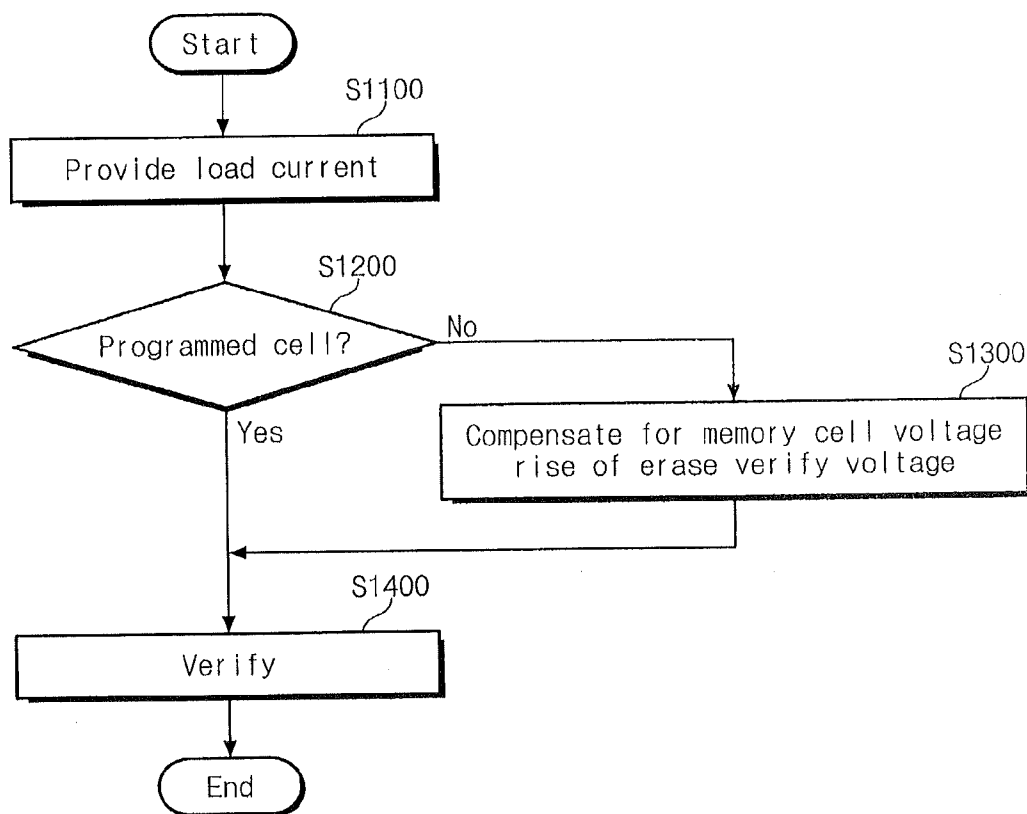 Start
S1100
Provide load current
S1200
Programmed cell?
No
Yes
S1300
Compensate for memory cell voltage
rise of erase verify voltage
S1400
Verify
End